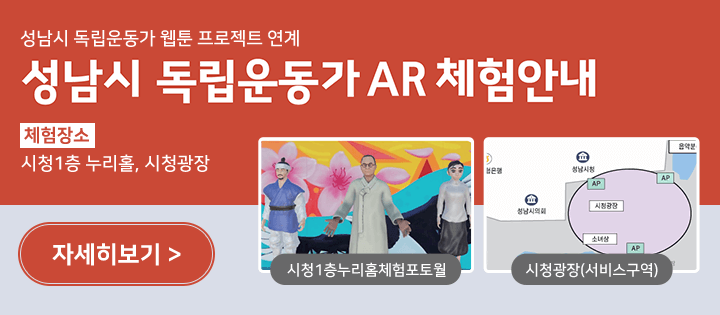 성남시 독립운동가 웹툰 프로젝트 연계
성남시 독립운동가 AR 체험안내
체험장소
시청1층 누리홀, 시청광장
자세히보기 >
시청1층누리홈체험포토월
음악분
성남시청
협은행
AP
AP
성남시의회
시청광장
소녀상
AP
시청광장(서비스구역)